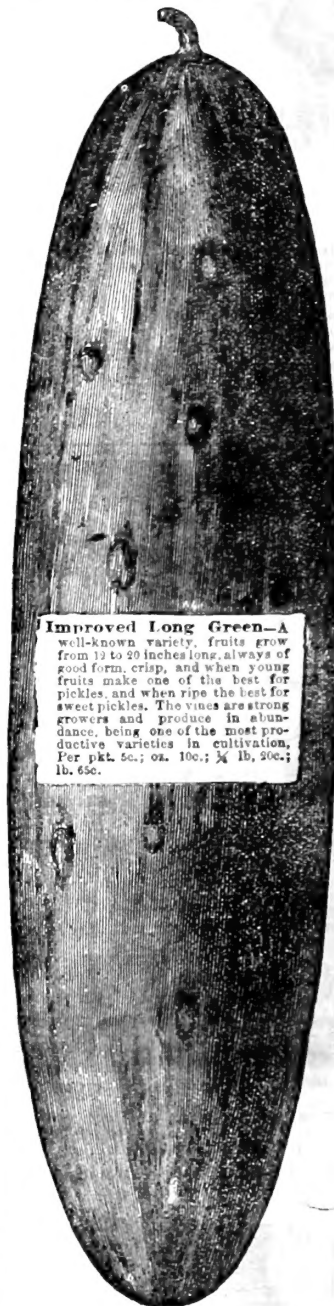 Improved Long Green—A
well-known variety, fruits grow
from 12 to 20 inches long, always of
good form, crisp, and when young
fruits make one of the best for
pickles, and when ripe the best for
sweet pickles. The vines are strong
growers and produce in abun-
dance, being one of the most pro-
ductive varieties in cultivation,
Per pkt. 5c.; oz. 10c.; ¼ lb, 20c.;
lb. 65c.